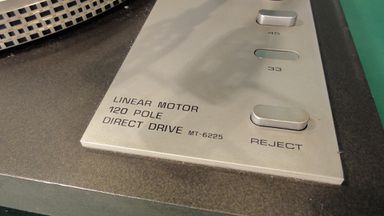 45
33
LINEAR MOTOR
120 POLE
DIRECT DRIVE MT-6225
REJECT